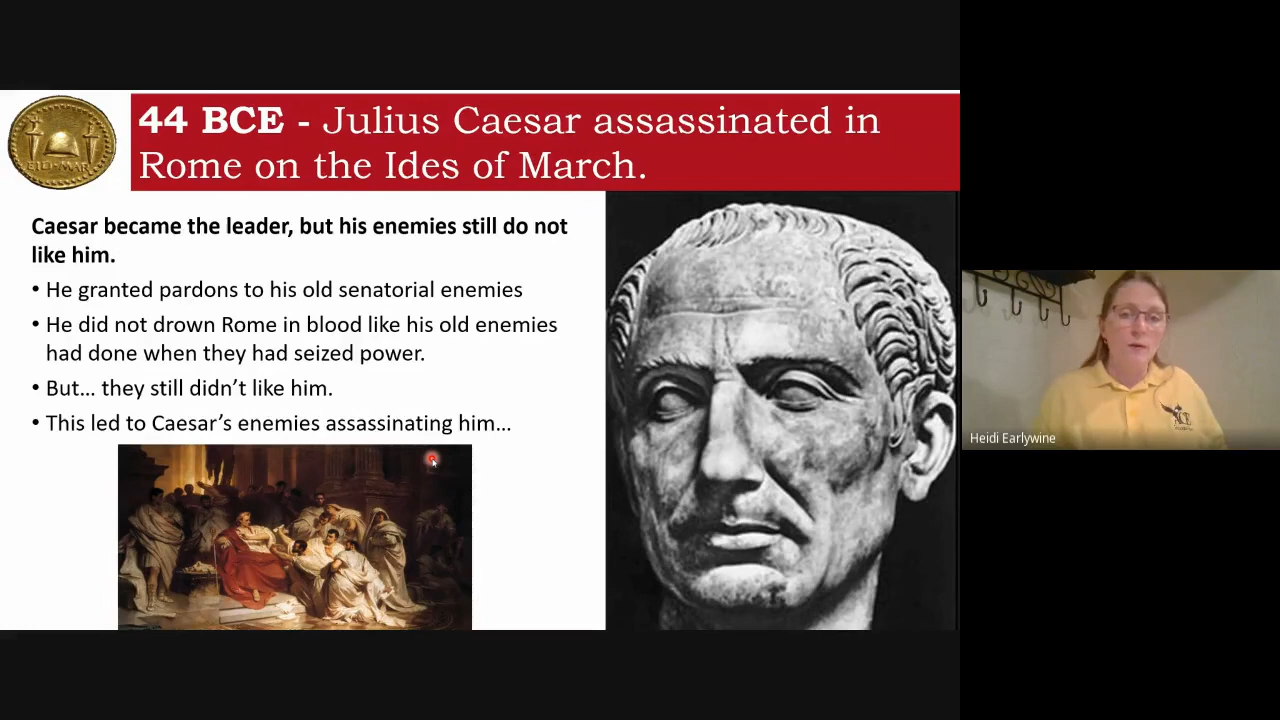 44 BCE - Julius Caesar assassinated in
Rome on the Ides of March.
EID·MAR
Caesar became the leader, but his enemies still do not
like him.
• He granted pardons to his old senatorial enemies
• He did not drown Rome in blood like his old enemies
had done when they had seized power.
• But... they still didn't like him.
• This led to Caesar's enemies assassinating him...
ACE
Heidi Earlywine